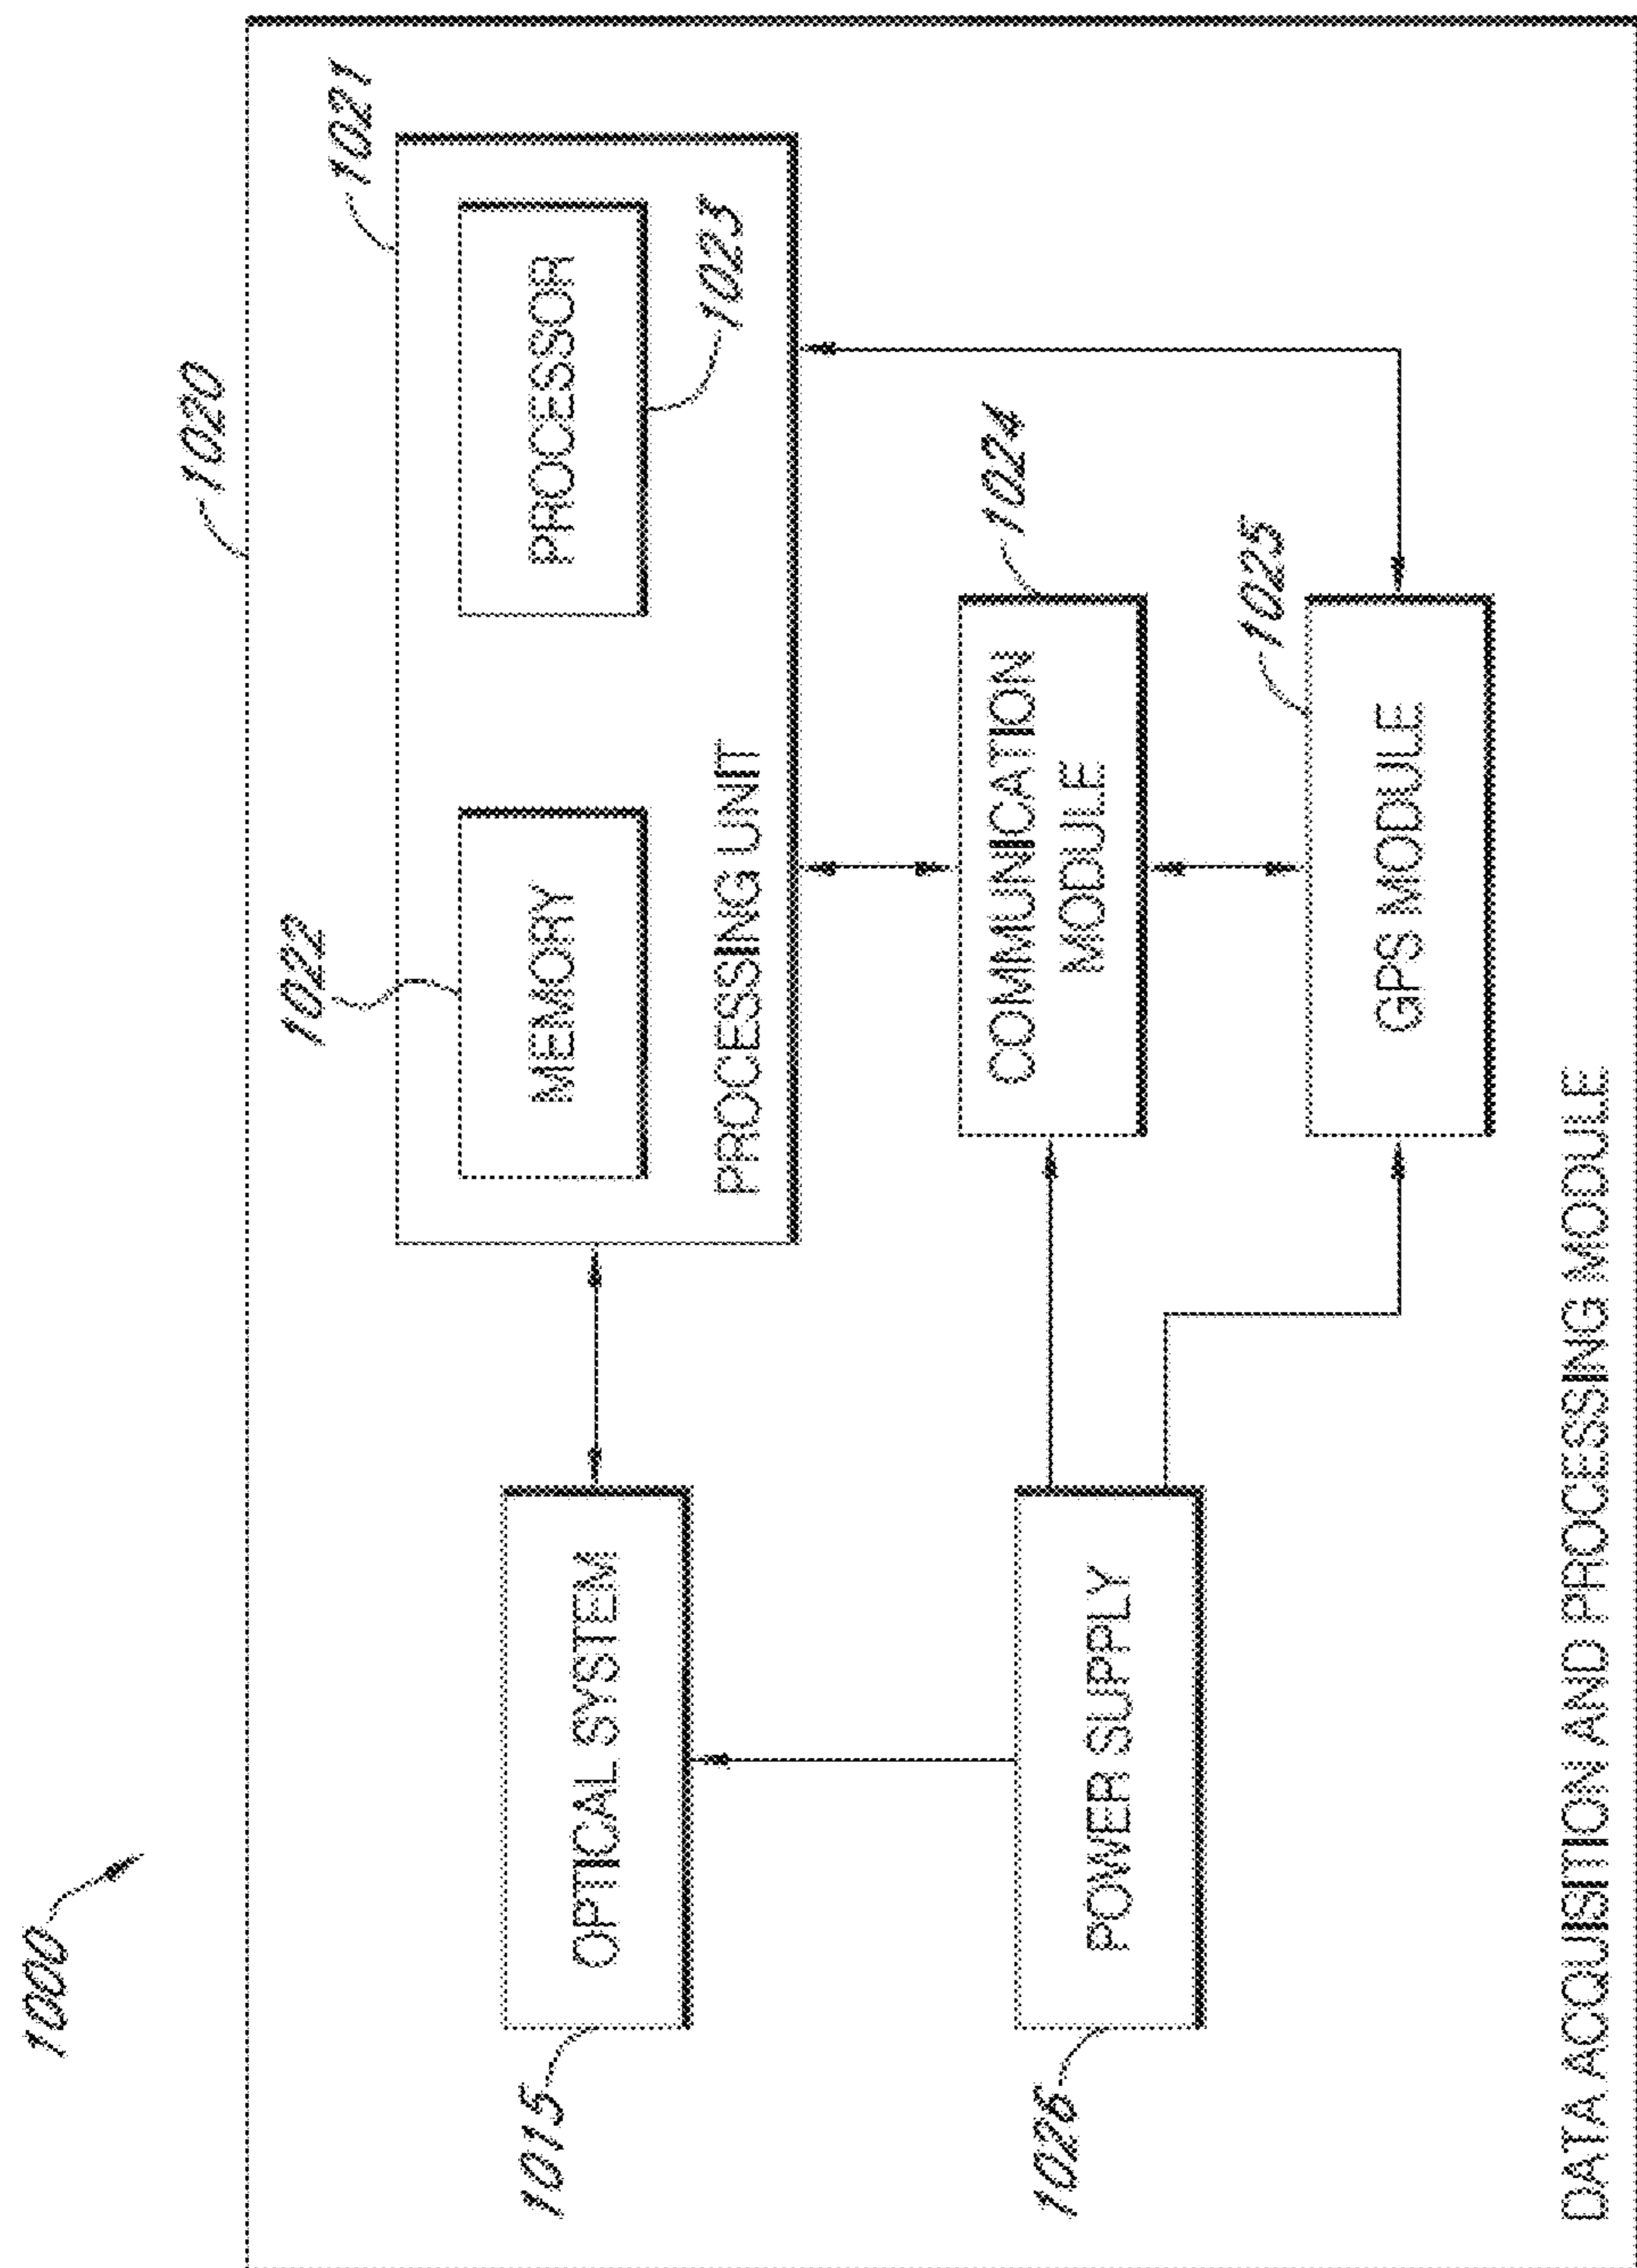 1000
1020
1021
1022
MEMORY
PROCESSOR
1023
PROCESSING UNIT
1015
OPTICAL SYSTEM
1024
COMMUNICATION
MODULE
1026
POWER SUPPLY
1025
GPS MODULE
DATA ACQUISITION AND PROCESSING MODULE